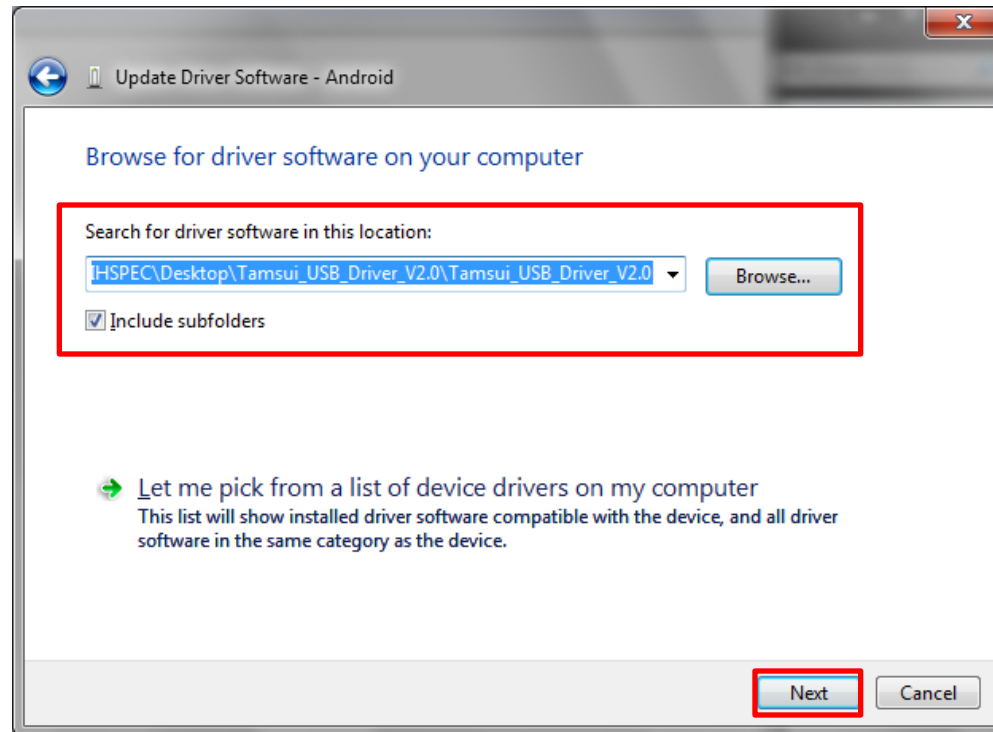 Update Driver Software - Android
Browse for driver software on your computer
Search for driver software in this location:
HSPEC\Desktop\Tamsui_USB_Driver_V2.0\Tamsui_USB_Driver_V2.0
Browse...
Include subfolders
Let me pick from a list of device drivers on my computer
This list will show installed driver software compatible with the device, and all driver
software in the same category as the device.
Next
Cancel